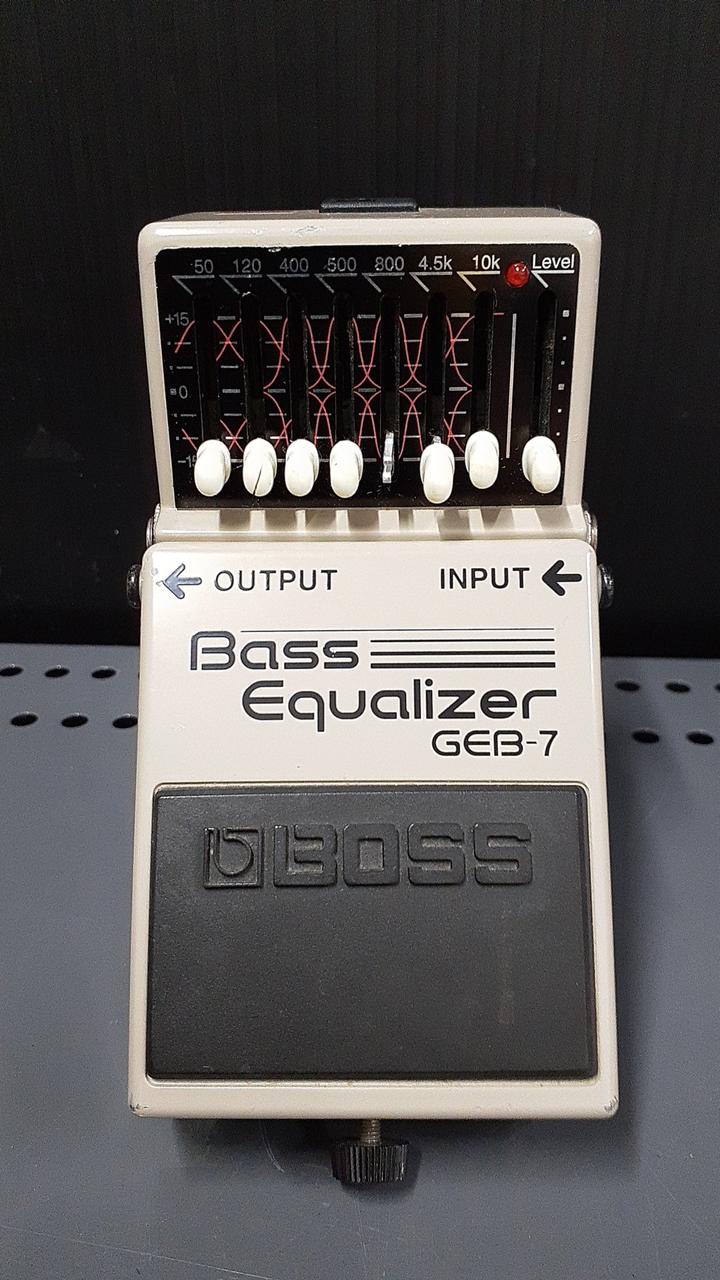 50 120 400 500 800 4.5k 10k Level
+15
0
-15
OUTPUT INPUT
Bass
Equalizer
GEB-7
BOSS